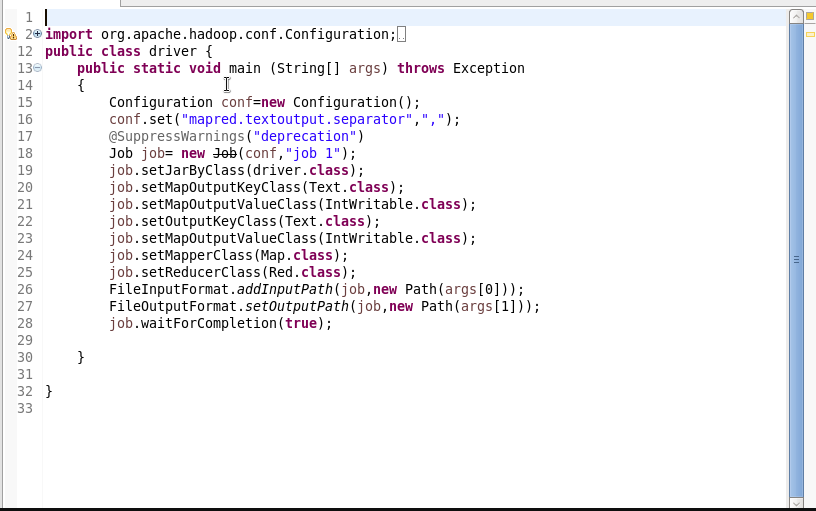 1
2 import org.apache.hadoop.conf.Configuration;
12 public class driver {
13 public static void main (String[] args) throws Exception
14 {
15 Configuration conf=new Configuration();
16 conf.set("mapred.textoutput.separator",",");
17 @SuppressWarnings("deprecation")
18 Job job= new Job(conf,"job 1");
19 job.setJarByClass(driver.class);
20 job.setMapOutputKeyClass(Text.class);
21 job.setMapOutputValueClass(IntWritable.class);
22 job.setOutputKeyClass(Text.class);
23 job.setMapOutputValueClass(IntWritable.class);
24 job.setMapperClass(Map.class);
25 job.setReducerClass(Red.class);
26 FileInputFormat.addInputPath(job,new Path(args[0]));
27 FileOutputFormat.setOutputPath(job,new Path(args[1]));
28 job.waitForCompletion(true);
29
30 }
31
32 }
33